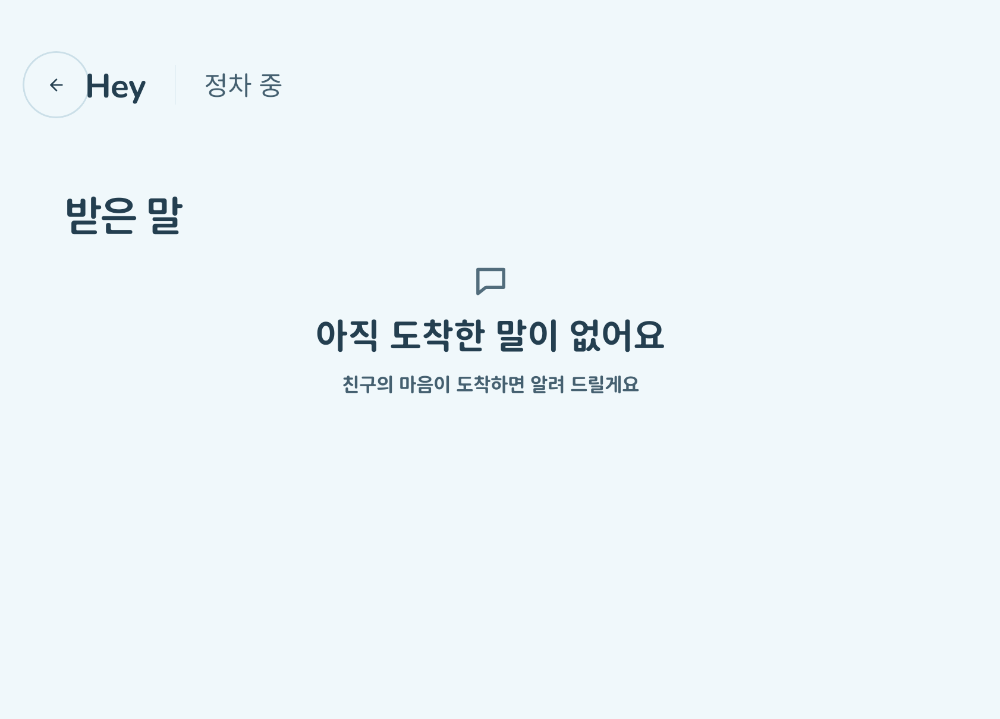 Hey 정차 중
받은 말
아직 도착한 말이 없어요
친구의 마음이 도착하면 알려 드릴게요